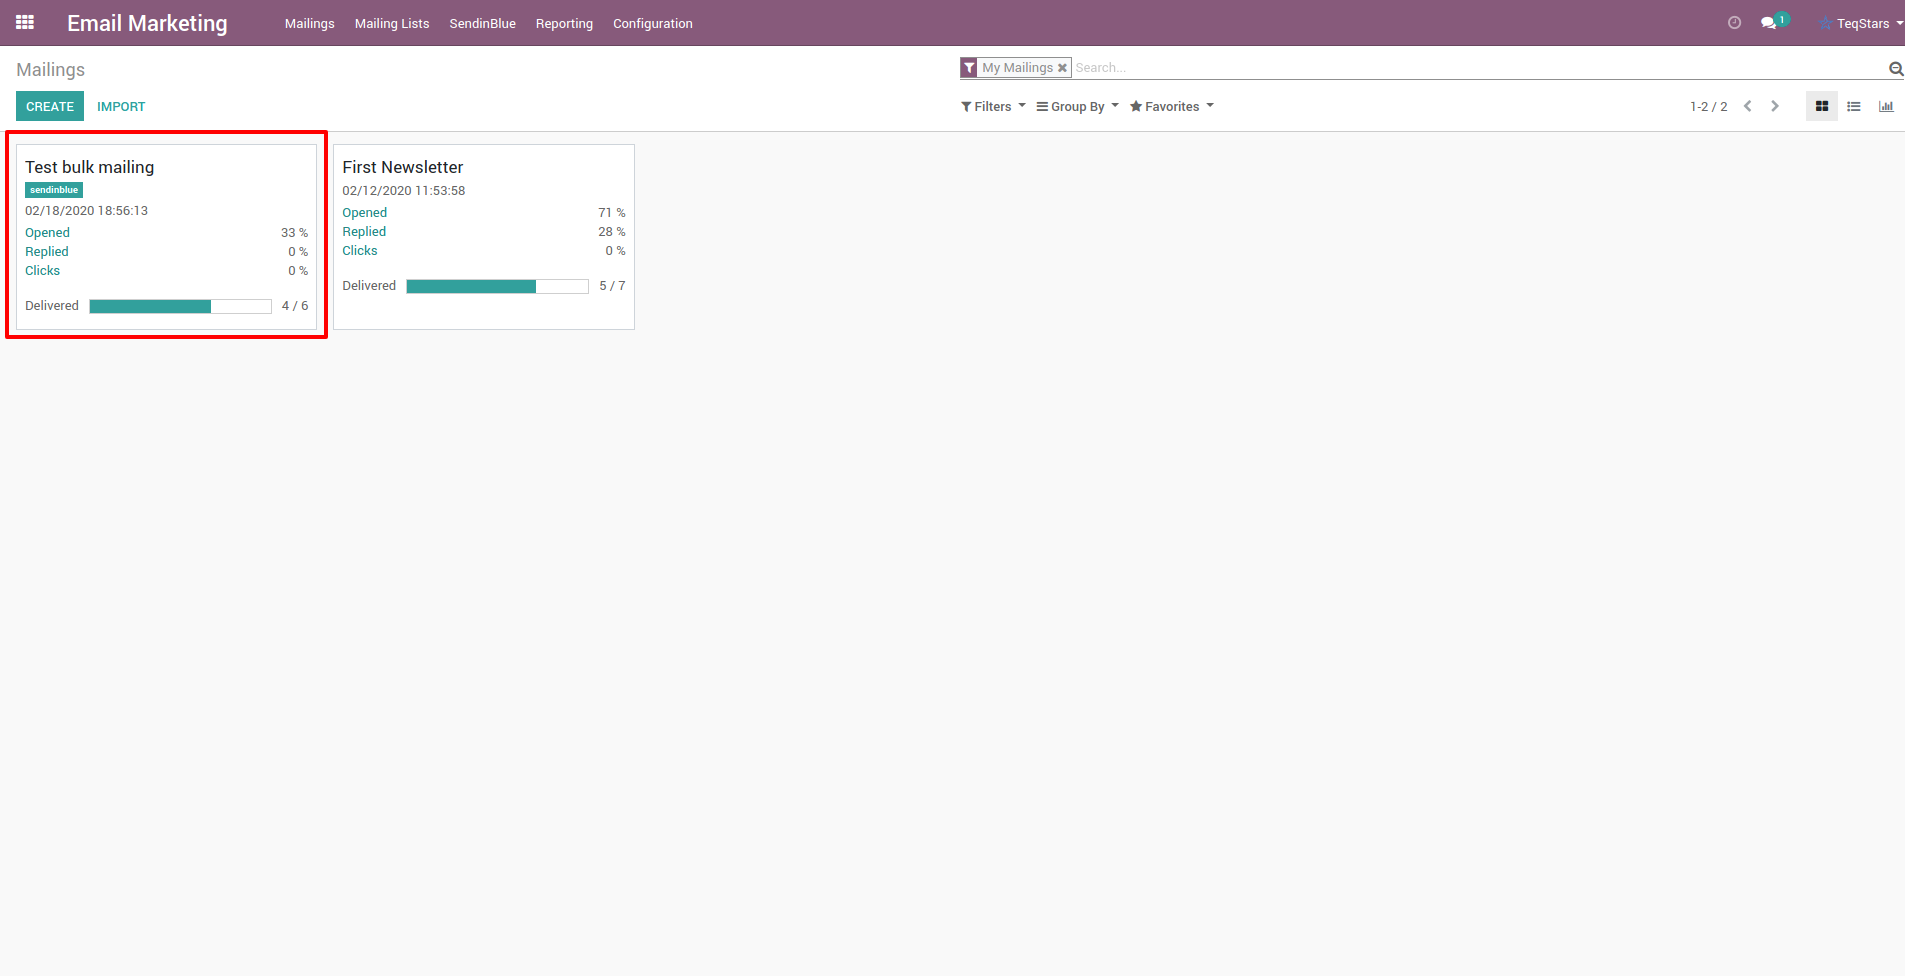 Email Marketing Mailings Mailing Lists SendinBlue Reporting Configuration 1 TeqStars
Mailings My Mailings Search...
CREATE IMPORT Filters Group By Favorites 1-2 / 2
Test bulk mailing
sendinblue
02/18/2020 18:56:13
Opened 33 %
Replied 0 %
Clicks 0 %
Delivered 4 / 6
First Newsletter
02/12/2020 11:53:58
Opened 71 %
Replied 28 %
Clicks 0 %
Delivered 5 / 7